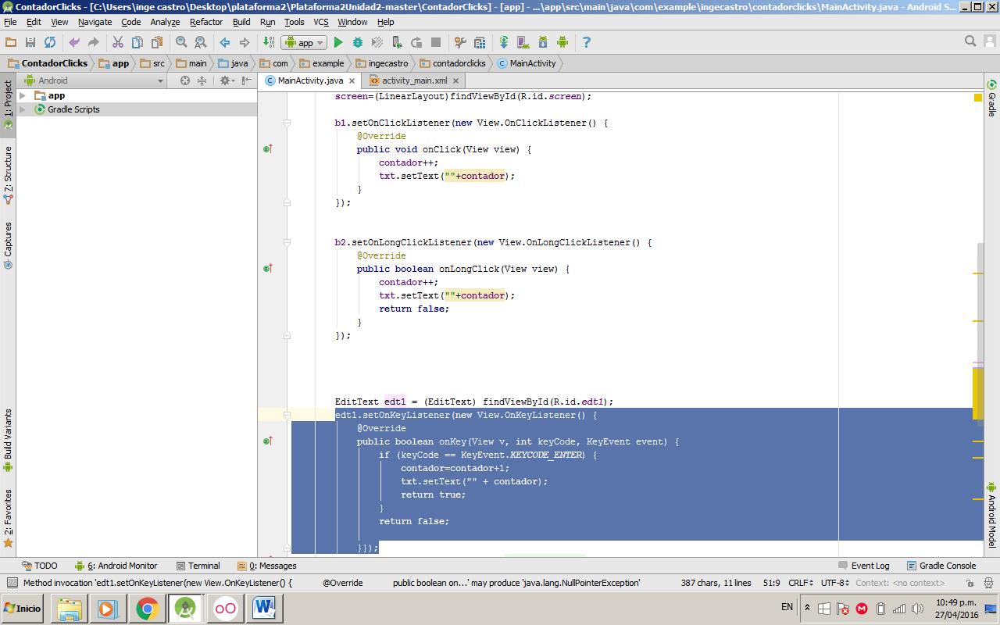 ContadorClicks - [C:\Users\inge castro\Desktop\plataforma2\Plataforma2Unidad2-master\ContadorClicks] - [app] - ...\app\src\main\java\com\example\ingecastro\contadorclicks\MainActivity.java - Android S...
File Edit View Navigate Code Analyze Refactor Build Run Tools VCS Window Help
app
ContadorClicks app src main java com example ingecastro contadorclicks MainActivity
Android
MainActivity.java activity_main.xml
app
Gradle Scripts
1: Project
7: Structure
Captures
Build Variants
2: Favorites
screen=(LinearLayout)findViewById(R.id.screen);
b1.setOnClickListener(new View.OnClickListener() {
@Override
public void onClick(View view) {
contador++;
txt.setText(""+contador);
}
});
b2.setOnLongClickListener(new View.OnLongClickListener() {
@Override
public boolean onLongClick(View view) {
contador++;
txt.setText(""+contador);
return false;
}
});
EditText edt1 = (EditText) findViewById(R.id.edt1);
edt1.setOnKeyListener(new View.OnKeyListener() {
@Override
public boolean onKey(View v, int keyCode, KeyEvent event) {
if (keyCode == KeyEvent.KEYCODE_ENTER) {
contador=contador+1;
txt.setText("" + contador);
return true;
}
return false;
}});
Gradle
Android Model
TODO 6: Android Monitor Terminal 0: Messages Event Log Gradle Console
Method invocation 'edt1.setOnKeyListener(new View.OnKeyListener() { @Override public boolean on...' may produce 'java.lang.NullPointerException' 387 chars, 11 lines 51:9 CRLF UTF-8 Context: <no context>
Inicio
EN
10:49 p.m.
27/04/2016